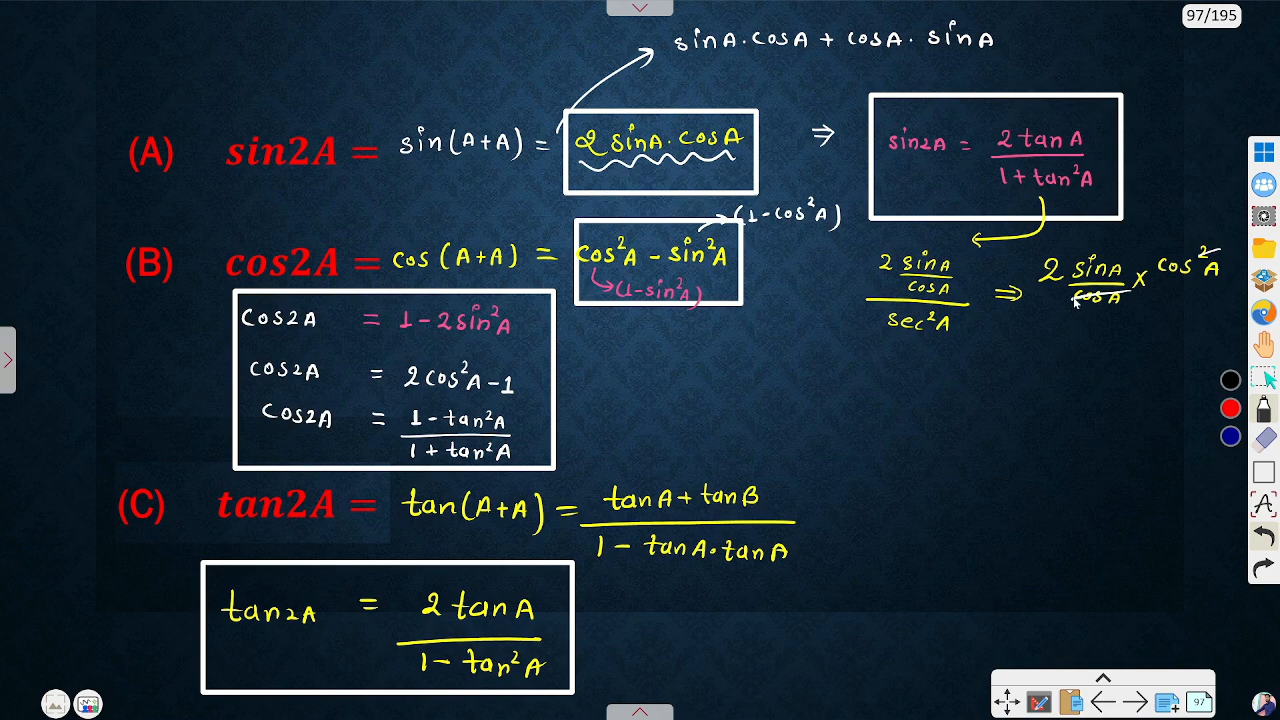 97/195
sinA.cosA + cosA. sinA
(A) sin2A = sin(A+A) = 2 sinA.cosA ⇒ sin2A = 2 tanA / 1 + tan²A
(1-cos²A)
(B) cos2A = cos(A+A) = cos²A - sin²A
(1-sin²A)
2 sinA/cosA / sec²A ⇒ 2 sinA/cosA × cos²A
cos2A = 1 - 2sin²A
cos2A = 2cos²A - 1
cos2A = 1 - tan²A / 1 + tan²A
(C) tan2A = tan(A+A) = tanA + tanB / 1 - tanA.tanA
tan2A = 2 tanA / 1 - tan²A
97